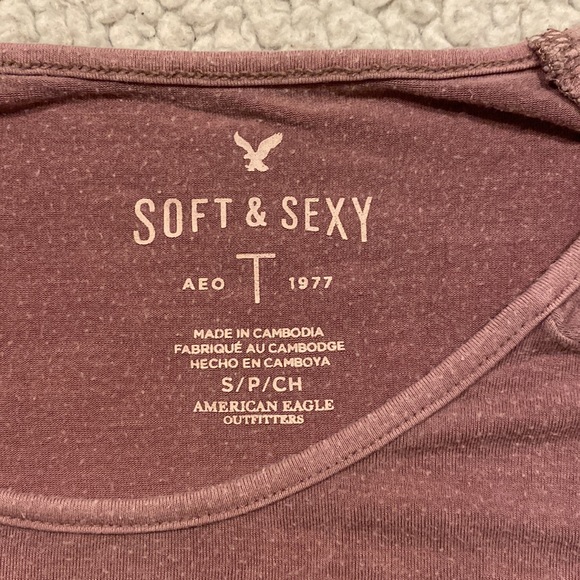 SOFT & SEXY
AEO T 1977
MADE IN CAMBODIA
FABRIQUÉ AU CAMBODGE
HECHO EN CAMBOYA
S/P/CH
AMERICAN EAGLE
OUTFITTERS